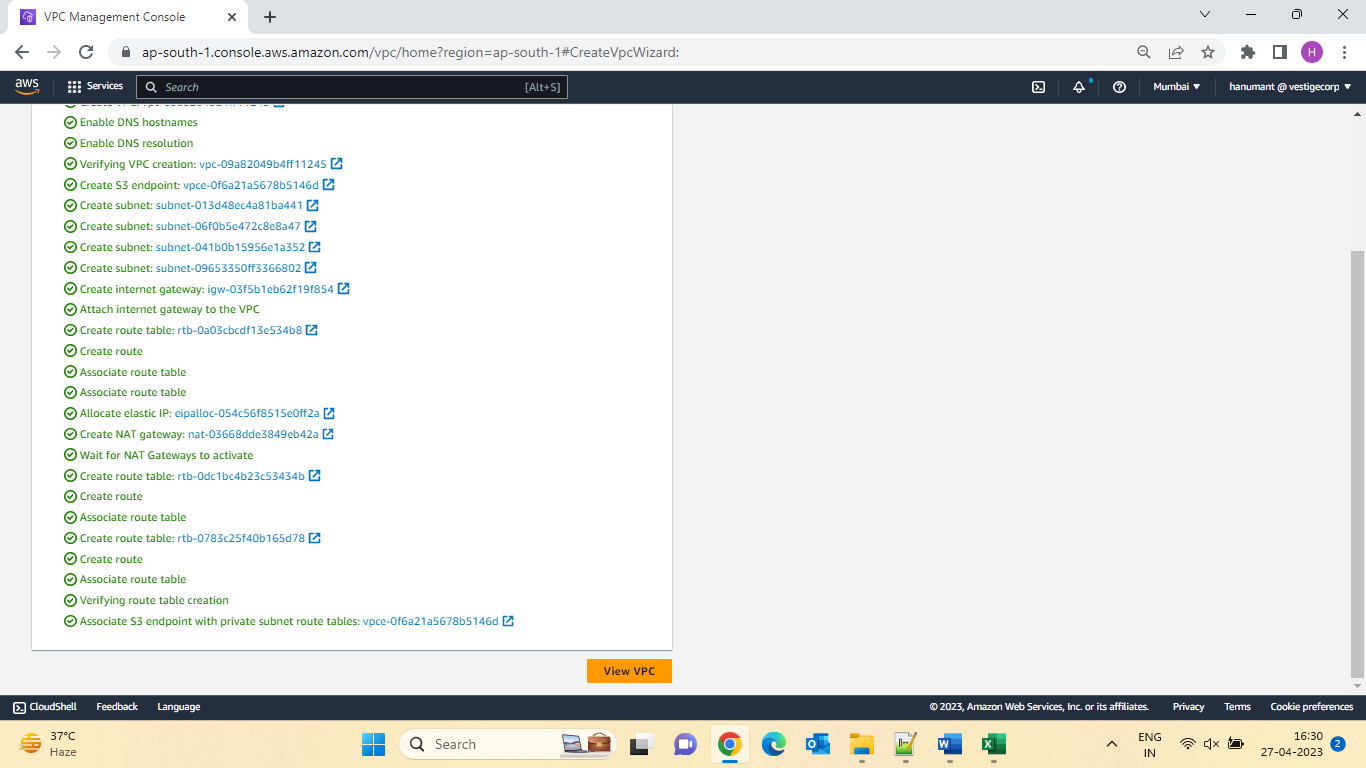 VPC Management Console
ap-south-1.console.aws.amazon.com/vpc/home?region=ap-south-1#CreateVpcWizard:
H
aws
Services
Search
[Alt+S]
Mumbai
hanumant @ vestigecorp
Enable DNS hostnames
Enable DNS resolution
Verifying VPC creation: vpc-09a82049b4ff11245
Create S3 endpoint: vpce-0f6a21a5678b5146d
Create subnet: subnet-013d48ec4a81ba441
Create subnet: subnet-06f0b5e472c8e8a47
Create subnet: subnet-041b0b15956e1a352
Create subnet: subnet-09653350ff3366802
Create internet gateway: igw-03f5b1eb62f19f854
Attach internet gateway to the VPC
Create route table: rtb-0a03cbcdf13e534b8
Create route
Associate route table
Associate route table
Allocate elastic IP: eipalloc-054c56f8515e0ff2a
Create NAT gateway: nat-03668dde3849eb42a
Wait for NAT Gateways to activate
Create route table: rtb-0dc1bc4b23c53434b
Create route
Associate route table
Create route table: rtb-0783c25f40b165d78
Create route
Associate route table
Verifying route table creation
Associate S3 endpoint with private subnet route tables: vpce-0f6a21a5678b5146d
View VPC
CloudShell
Feedback
Language
© 2023, Amazon Web Services, Inc. or its affiliates.
Privacy
Terms
Cookie preferences
37°C
Haze
Search
ENG
IN
16:30
27-04-2023
2